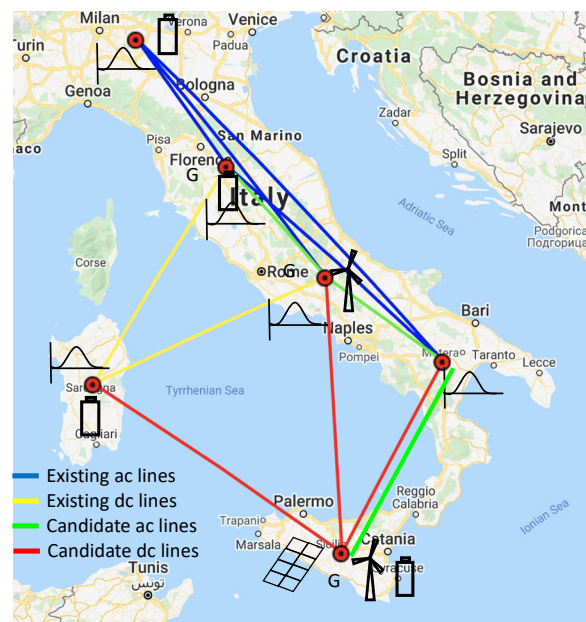 Milan
Verona
Venice
Turin
Padua
Croatia
Bologna
Genoa
Bosnia and
Herzegovina
Zadar
San Marino
Sarajevo
Pisa
Florence
Split
G
Italy
Mont
Adriatic Sea
Podgorica
Подгорица
Corse
G
Rome
Bari
Naples
Matera
Taranto
Pompei
Lecce
Sardegna
Tyrrhenian Sea
Cagliari
Existing ac lines
Existing dc lines
Reggio
Calabria
Palermo
Ionian Sea
Candidate ac lines
Trapani
Marsala
Sicilia
Catania
Candidate dc lines
Syracuse
G
Tunis
تونس